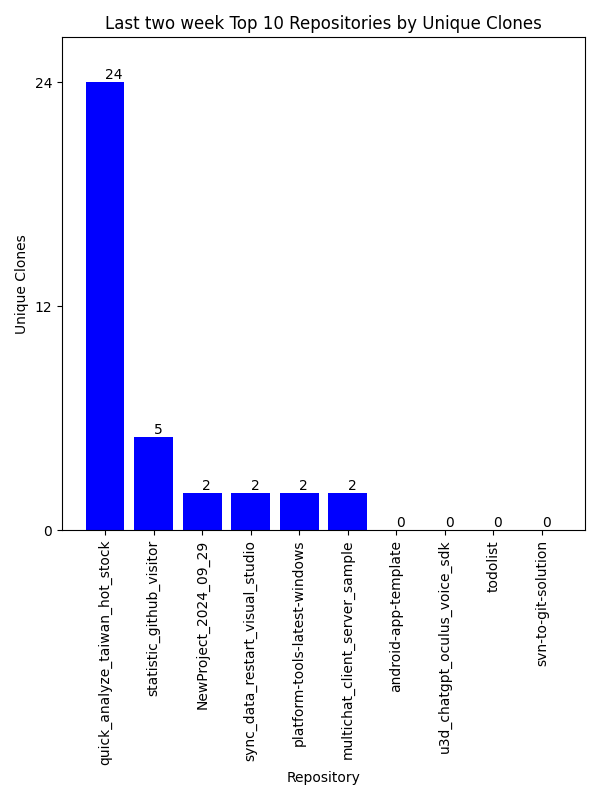 Last two week Top 10 Repositories by Unique Clones
Unique Clones
24
12
0
24
5
2
2
2
2
0
0
0
0
quick_analyze_taiwan_hot_stock
statistic_github_visitor
NewProject_2024_09_29
sync_data_restart_visual_studio
platform-tools-latest-windows
multichat_client_server_sample
android-app-template
u3d_chatgpt_oculus_voice_sdk
todolist
svn-to-git-solution
Repository